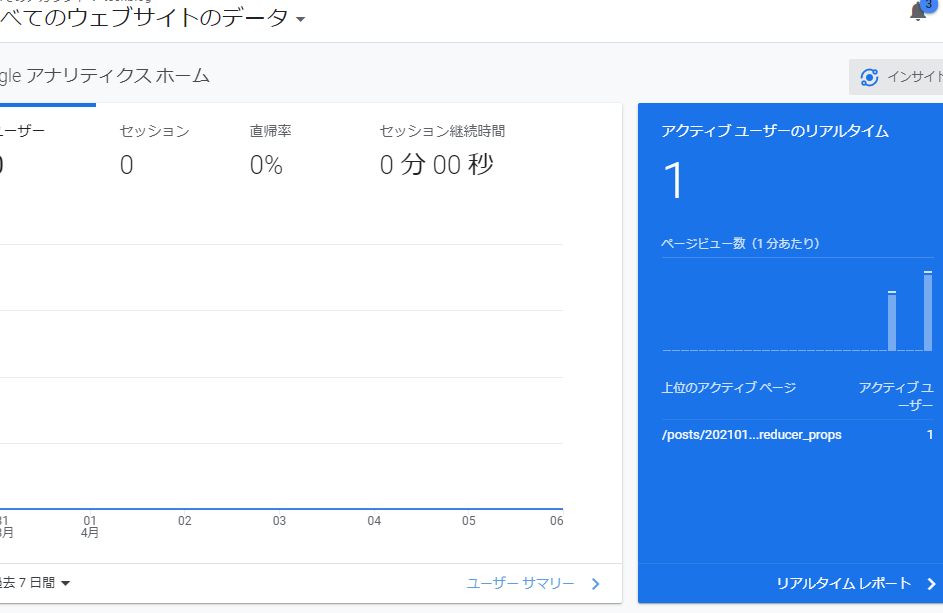 べてのウェブサイトのデータ
3
gle アナリティクス ホーム
インサイト
ーザー
セッション
直帰率
セッション継続時間
0
0%
0 分 00 秒
アクティブ ユーザーのリアルタイム
1
ページビュー数（1 分あたり）
上位のアクティブ ページ
アクティブ ユ
ーザー
/posts/202101...reducer_props
1
31
01
02
03
04
05
06
月
4月
去 7 日間
ユーザー サマリー
リアルタイム レポート